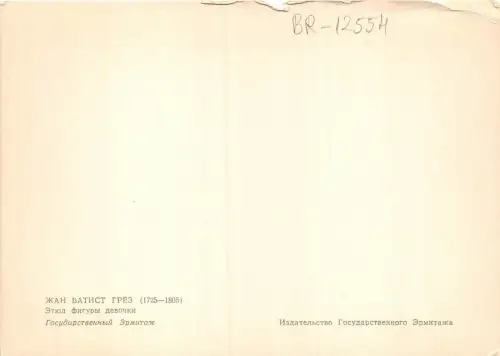 BR-12554
ЖАН БАТИСТ ГРЁЗ (1725—1805)
Этюд фигуры девочки
Государственный Эрмитаж
Издательство Государственного Эрмитажа